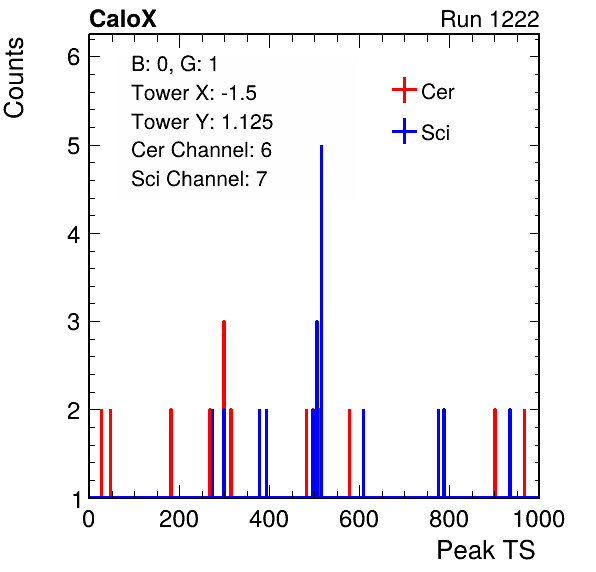 CaloX
Run 1222
Counts
B: 0, G: 1
Tower X: -1.5
Tower Y: 1.125
Cer Channel: 6
Sci Channel: 7
Cer
Sci
6
5
4
3
2
1
0 200 400 600 800 1000
Peak TS